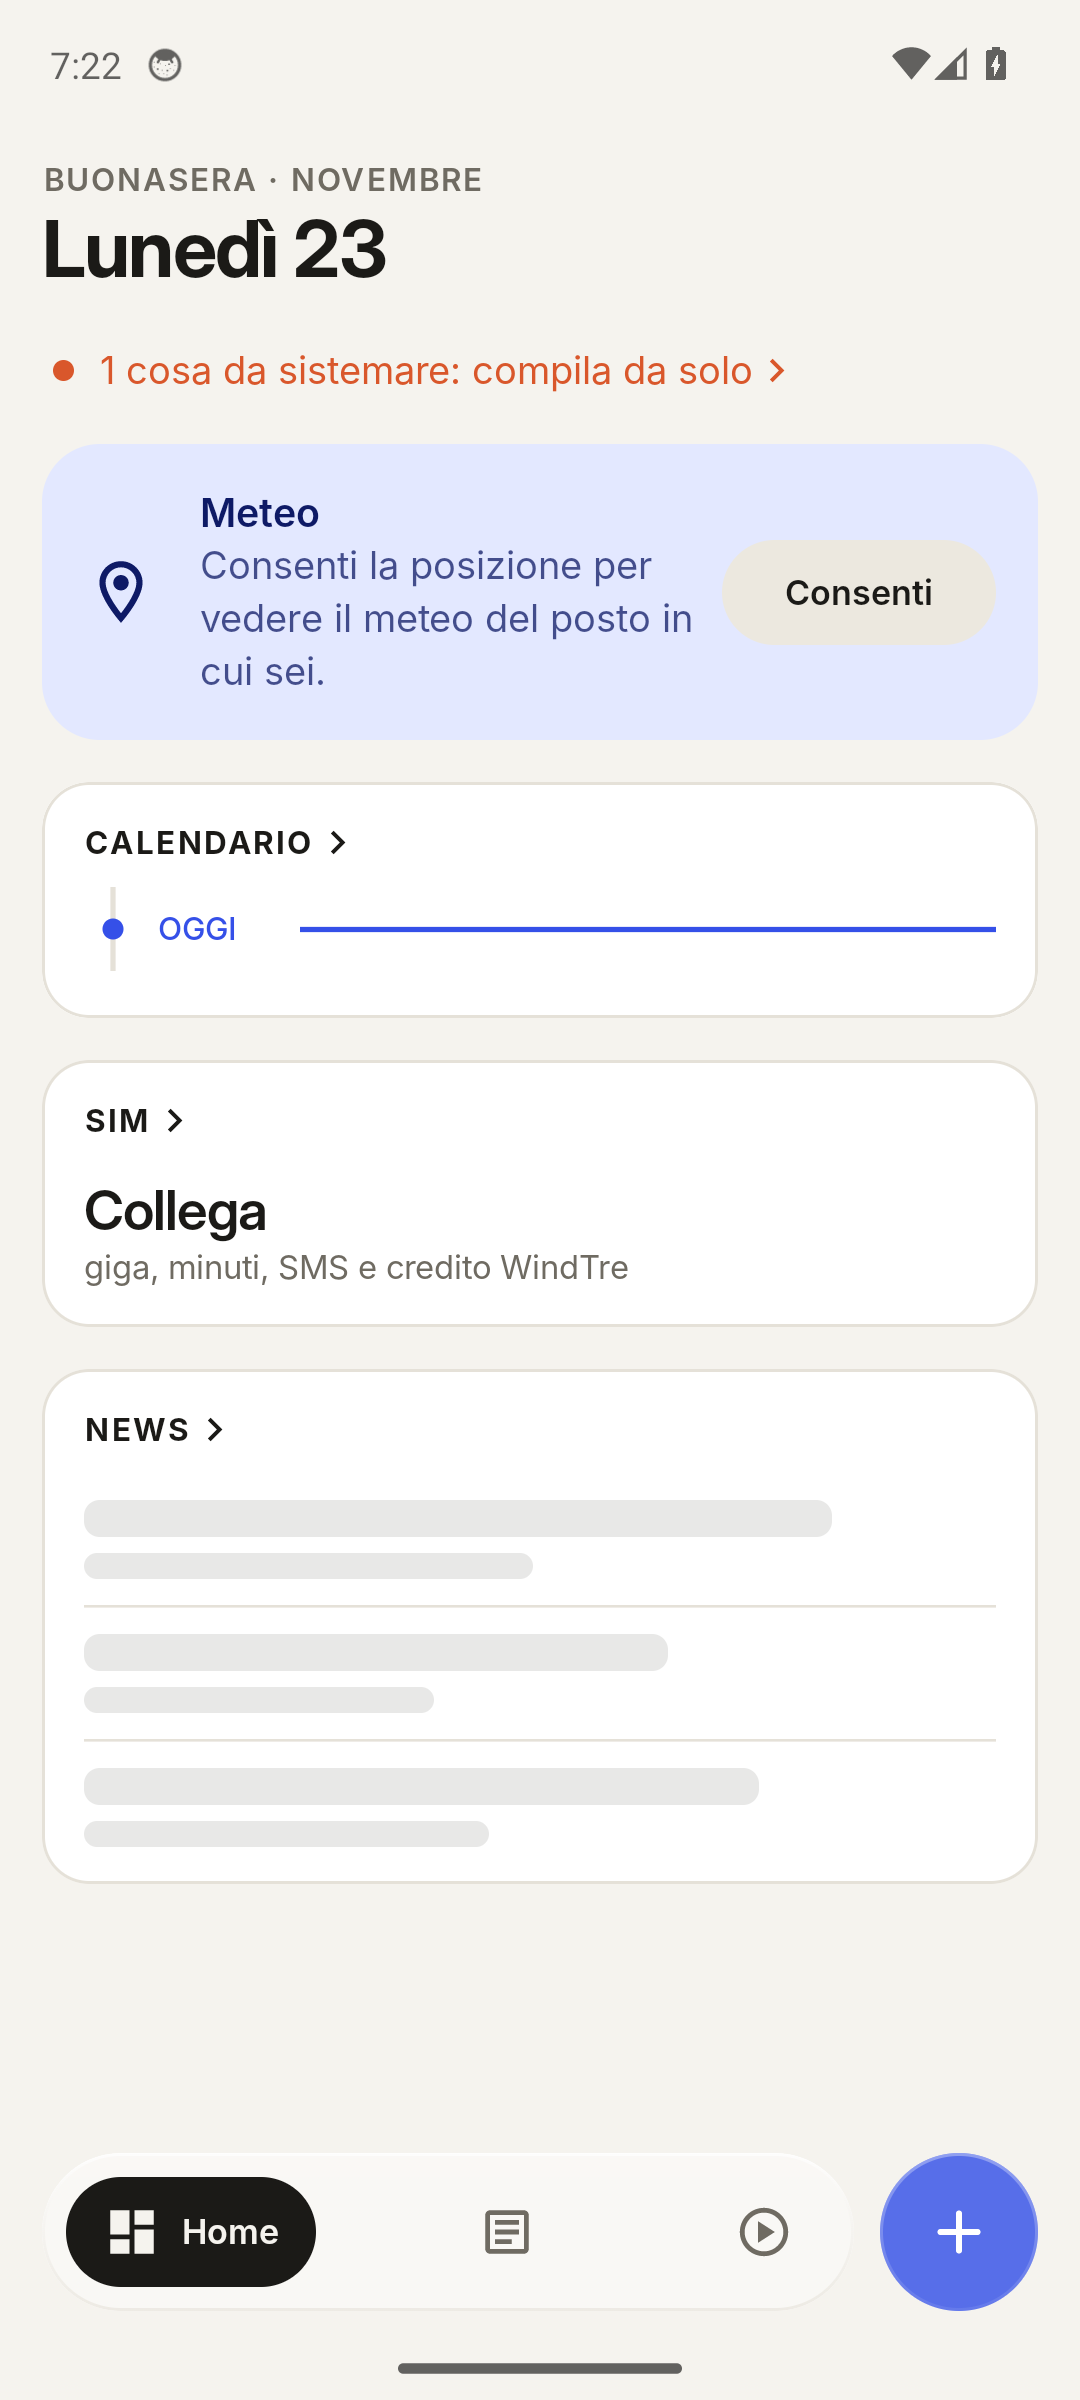 7:22
BUONASERA · NOVEMBRE
Lunedì 23
1 cosa da sistemare: compila da solo
Meteo
Consenti la posizione per
vedere il meteo del posto in
cui sei.
Consenti
CALENDARIO
OGGI
SIM
Collega
giga, minuti, SMS e credito WindTre
NEWS
Home